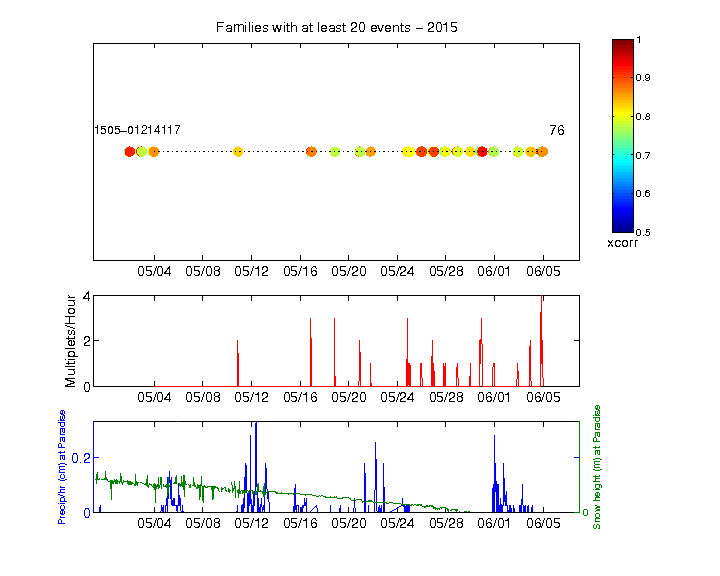 Families with at least 20 events − 2015
1505−01214117
76
05/04 05/08 05/12 05/16 05/20 05/24 05/28 06/01 06/05
1
0.9
0.8
0.7
0.6
0.5
xcorr
Multiplets/Hour
4
2
0
05/04 05/08 05/12 05/16 05/20 05/24 05/28 06/01 06/05
Precip/hr (cm) at Paradise
0.2
0
05/04 05/08 05/12 05/16 05/20 05/24 05/28 06/01 06/05
0
Snow height (m) at Paradise